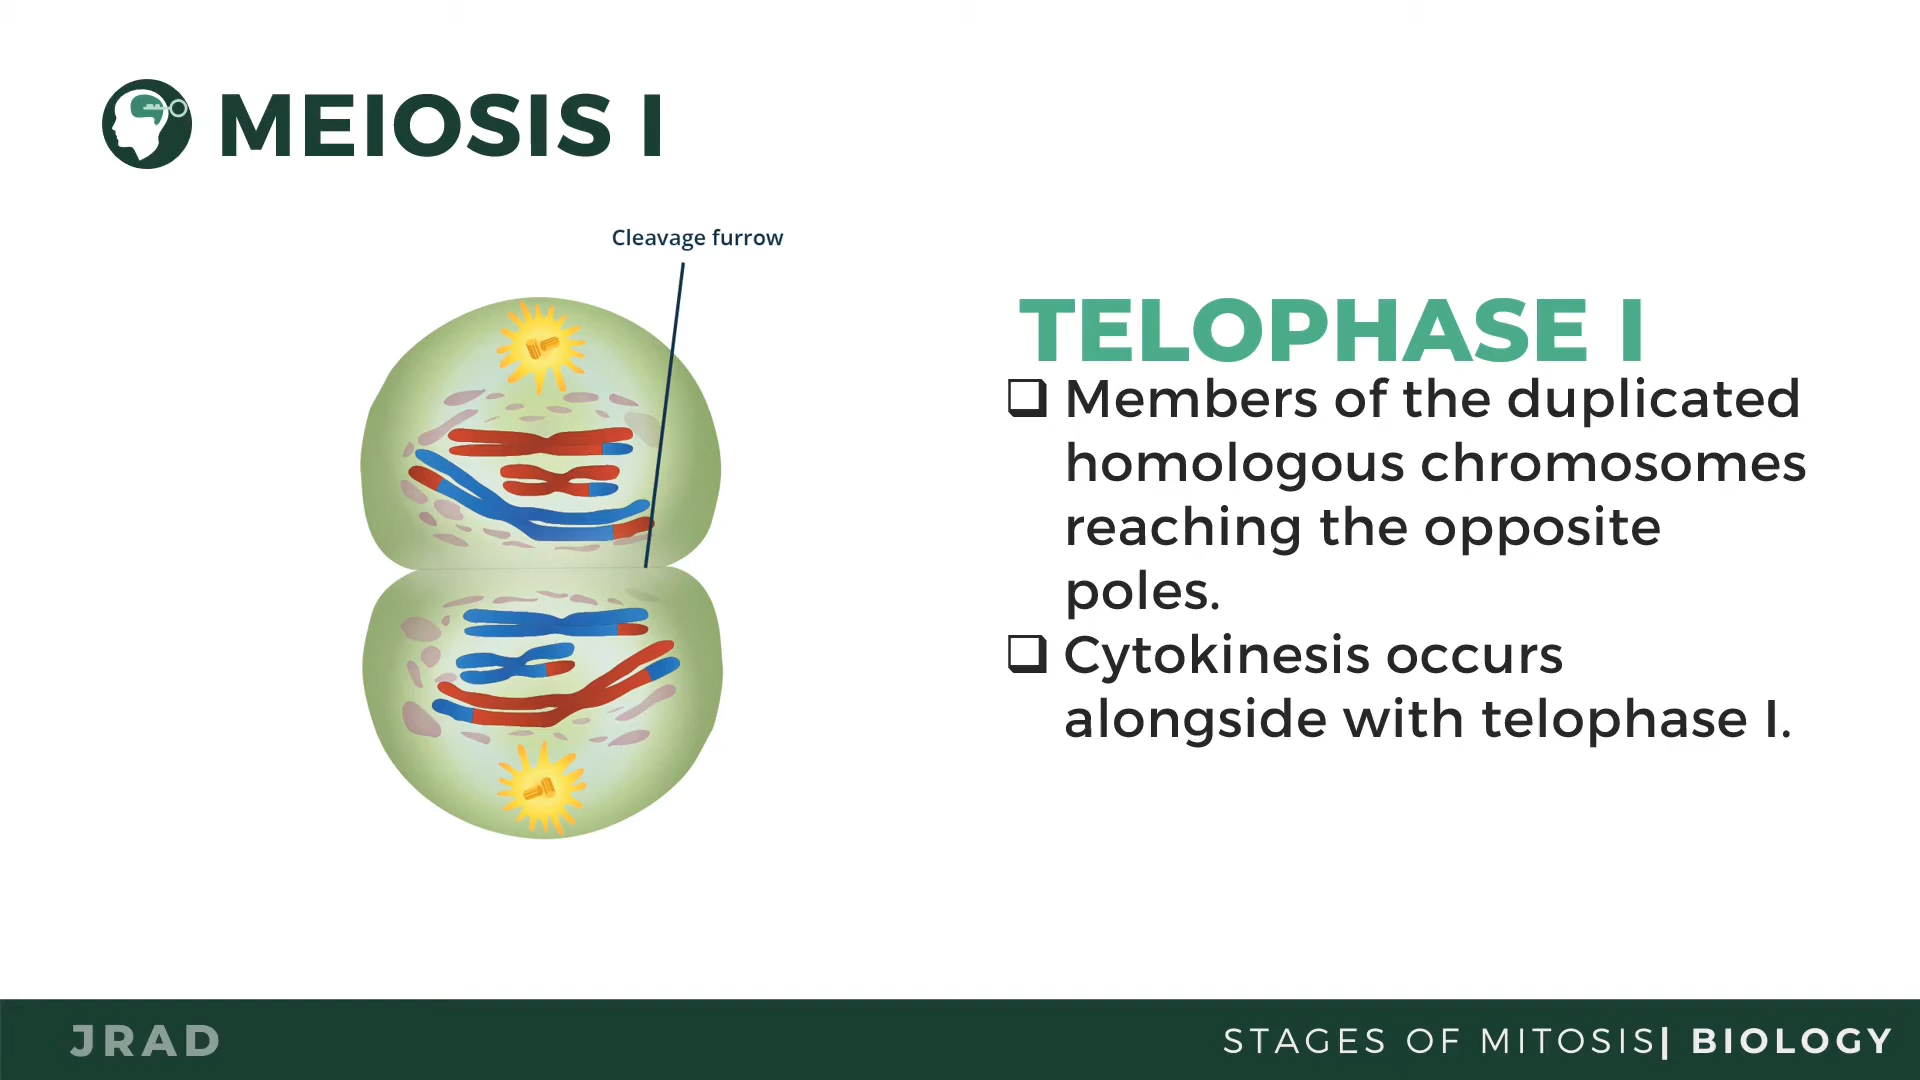 MEIOSIS I
Cleavage furrow
TELOPHASE I
❑ Members of the duplicated
homologous chromosomes
reaching the opposite
poles.
❑ Cytokinesis occurs
alongside with telophase I.
JRAD
STAGES OF MITOSIS| BIOLOGY